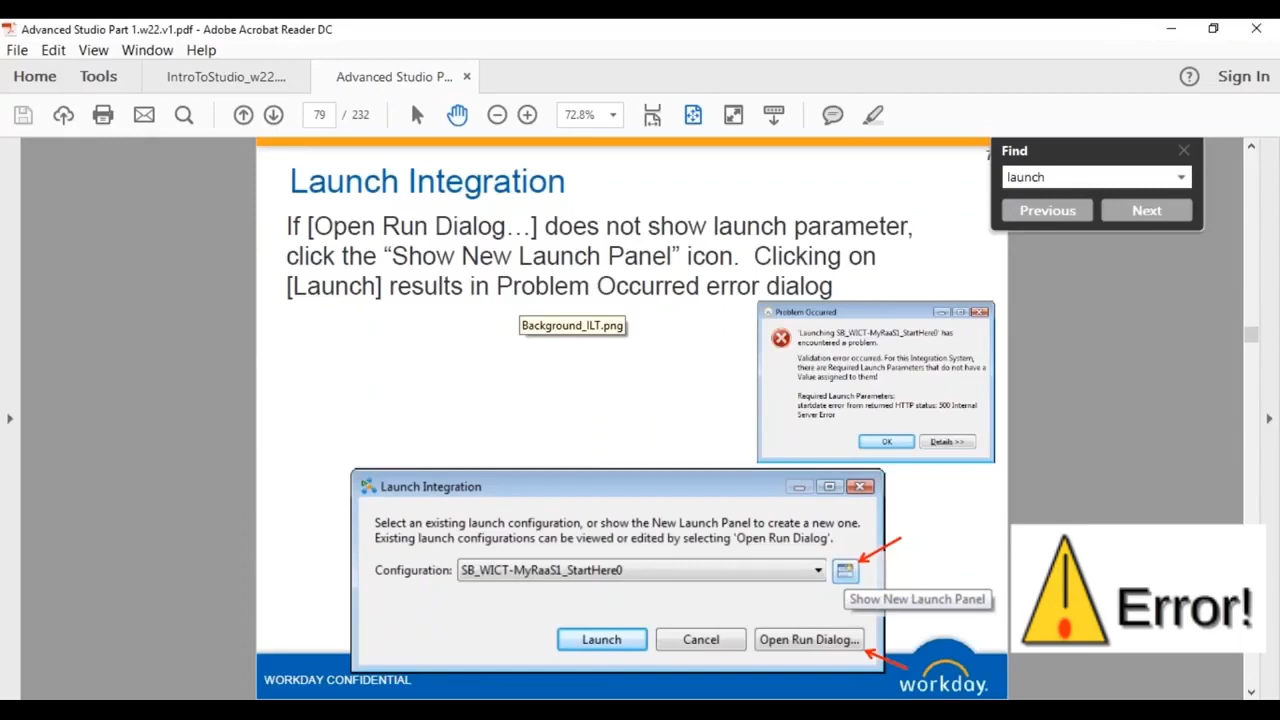 Advanced Studio Part 1.w22.v1.pdf - Adobe Acrobat Reader DC
File Edit View Window Help
Home Tools IntroToStudio_w22.... Advanced Studio P... ×
? Sign In
79 / 232 72.8%
Find
launch
Previous Next
Launch Integration
If [Open Run Dialog…] does not show launch parameter,
click the “Show New Launch Panel” icon. Clicking on
[Launch] results in Problem Occurred error dialog
Background_ILT.png
Problem Occurred
'Launching SB_WICT-MyRaaS1_StartHere0' has
encountered a problem.
Validation error occurred. For this Integration System,
there are Required Launch Parameters that do not have a
Value assigned to them!
Required Launch Parameters:
startdate error from returned HTTP status: 500 Internal
Server Error
OK Details >>
Launch Integration
Select an existing launch configuration, or show the New Launch Panel to create a new one.
Existing launch configurations can be viewed or edited by selecting 'Open Run Dialog'.
Configuration: SB_WICT-MyRaaS1_StartHere0
Show New Launch Panel
Launch Cancel Open Run Dialog...
Error!
WORKDAY CONFIDENTIAL
workday.